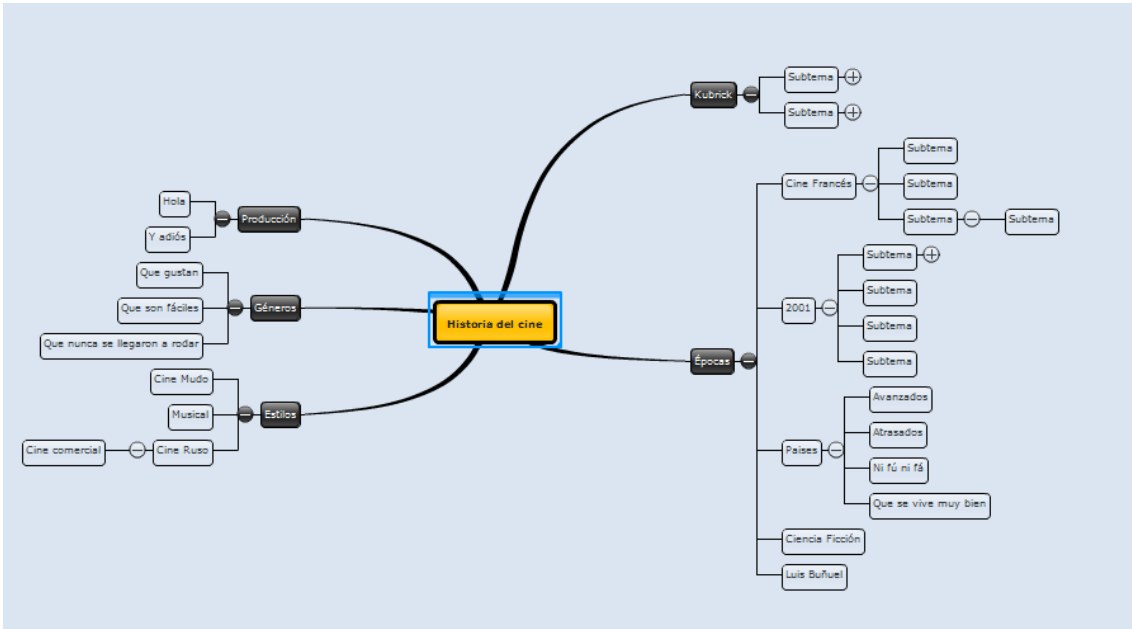 Historia del cine
Kubrick
Subtema
Subtema
Épocas
Cine Francés
Subtema
Subtema
Subtema
Subtema
2001
Subtema
Subtema
Subtema
Subtema
Paises
Avanzados
Atrasados
Ni fú ni fá
Que se vive muy bien
Ciencia Ficción
Luis Buñuel
Producción
Hola
Y adiós
Géneros
Que gustan
Que son fáciles
Que nunca se llegaron a rodar
Estilos
Cine Mudo
Musical
Cine Ruso
Cine comercial